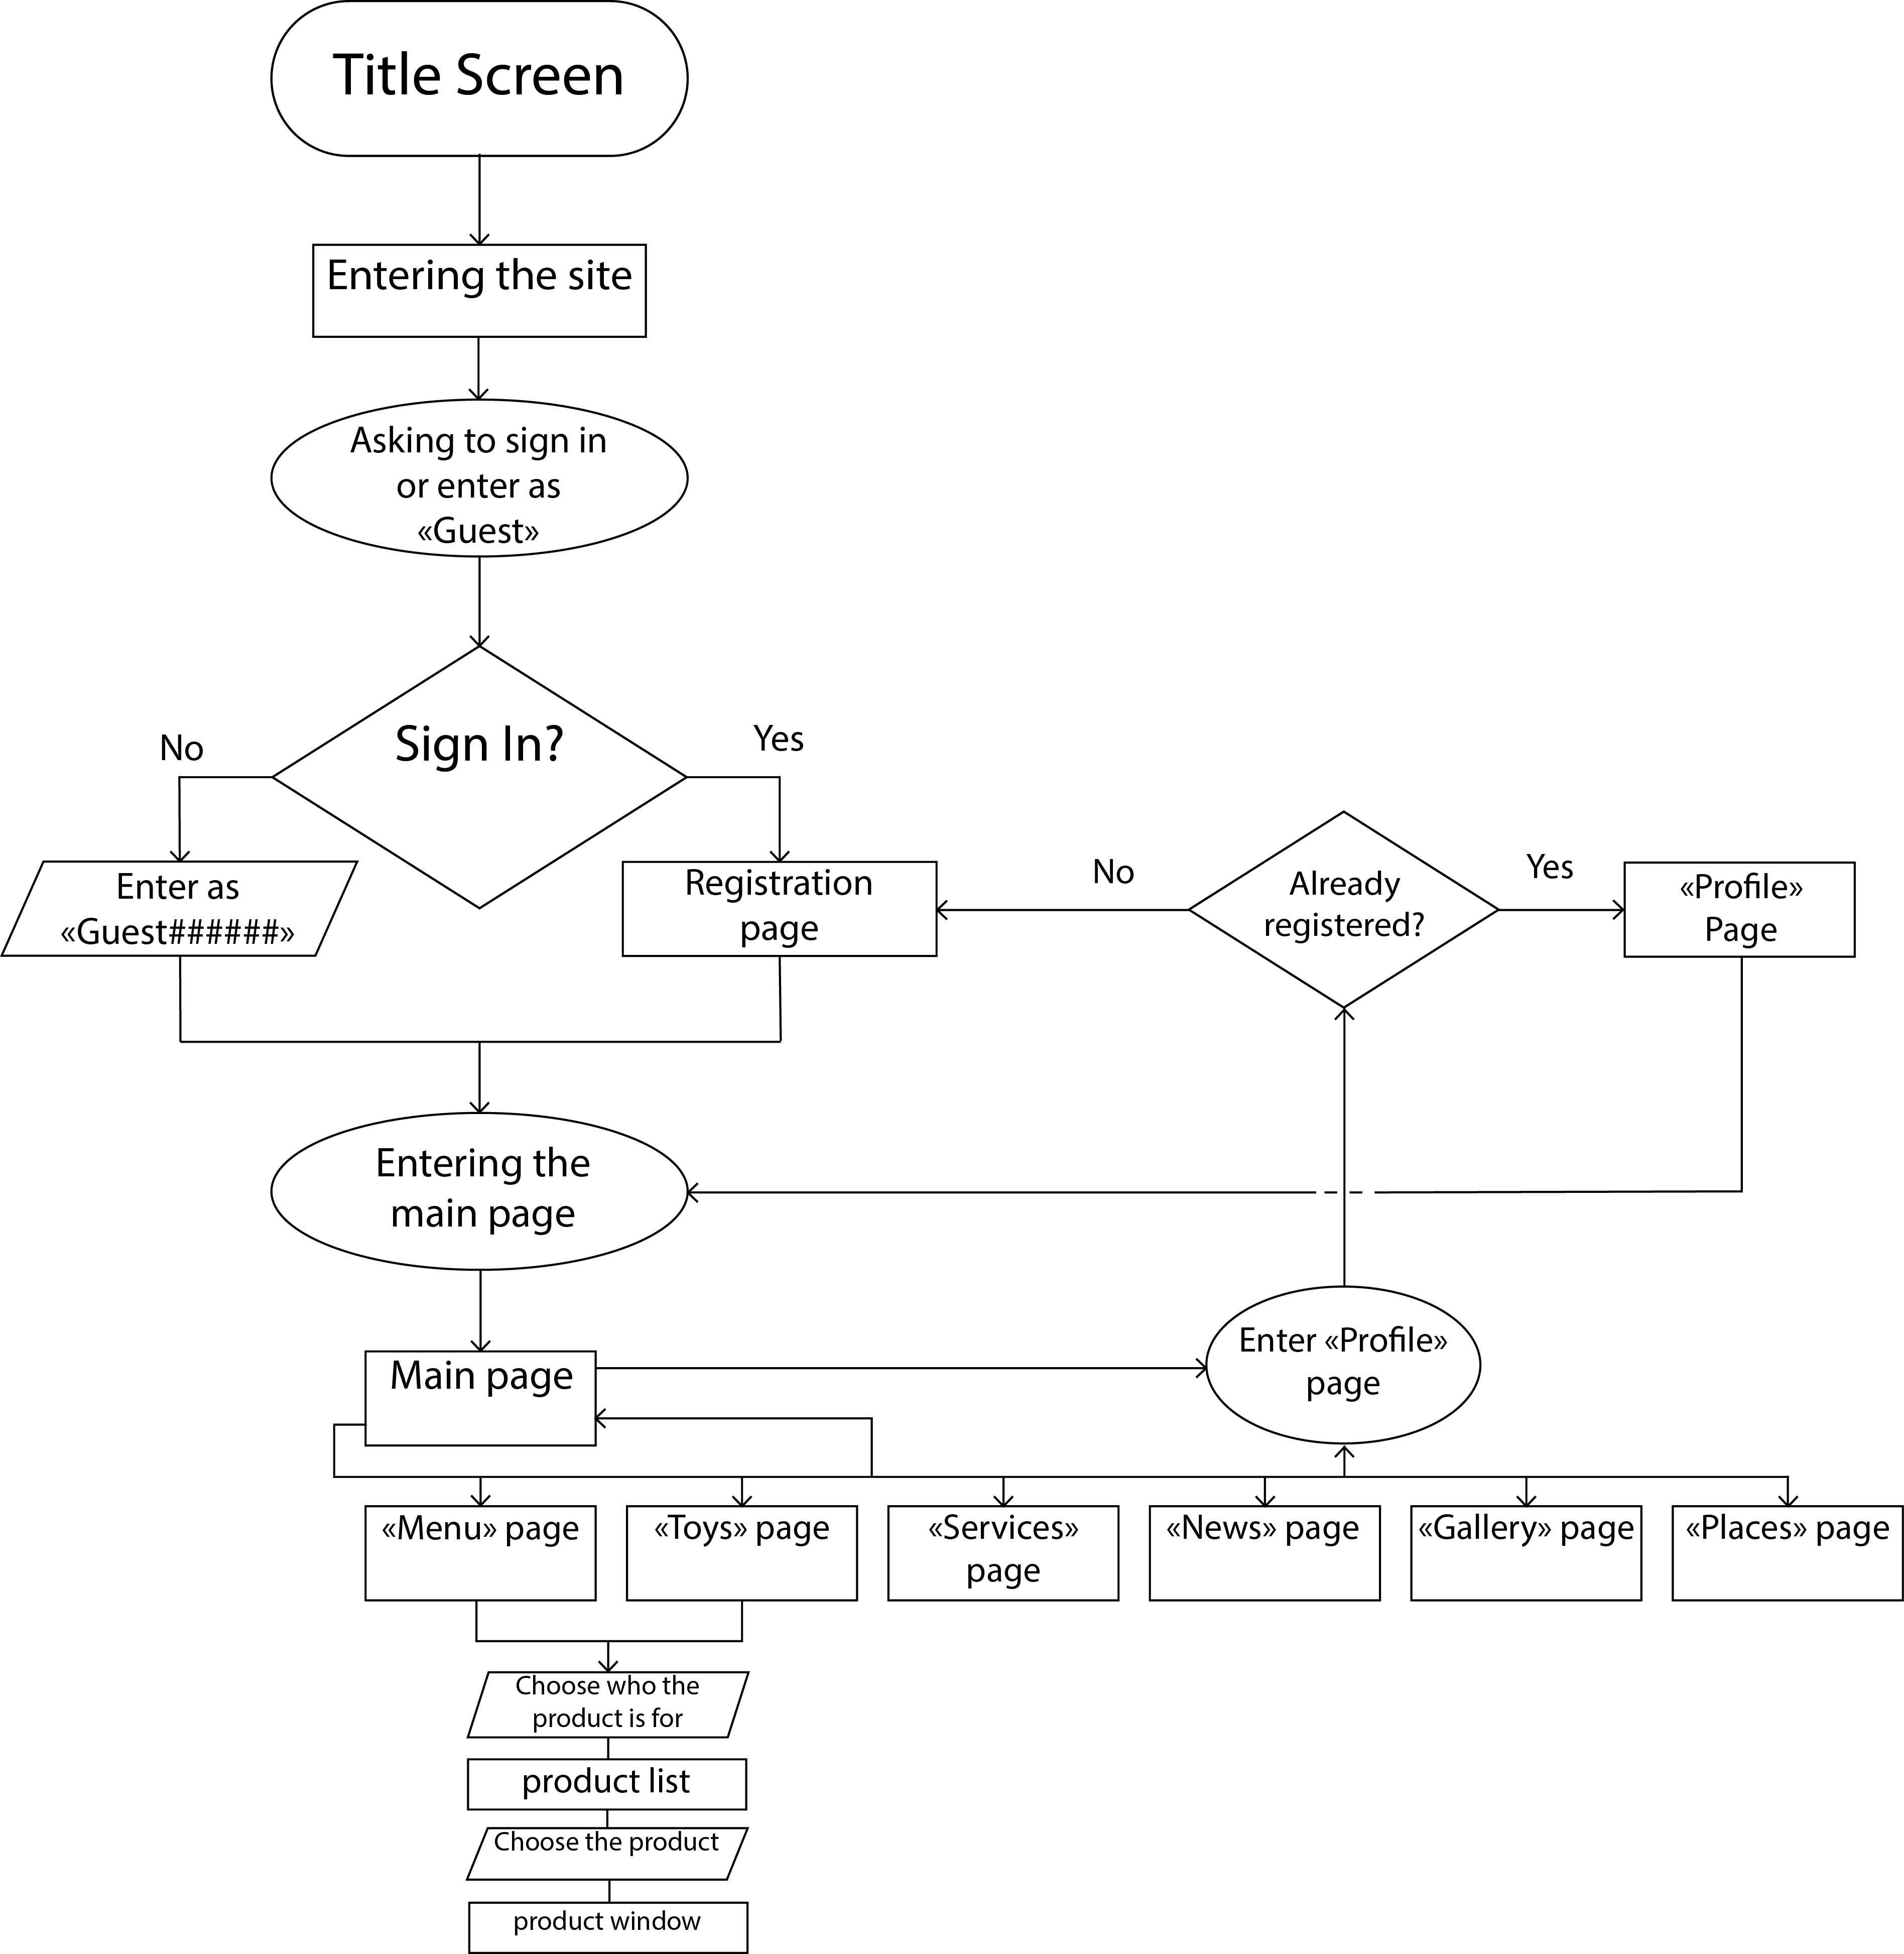 Title Screen
Entering the site
Asking to sign in
or enter as
«Guest»
Sign In?
No
Yes
Enter as
«Guest######»
Registration
page
No
Already
registered?
Yes
«Profile»
Page
Entering the
main page
Enter «Profile»
page
Main page
«Menu» page
«Toys» page
«Services»
page
«News» page
«Gallery» page
«Places» page
Choose who the
product is for
product list
Choose the product
product window